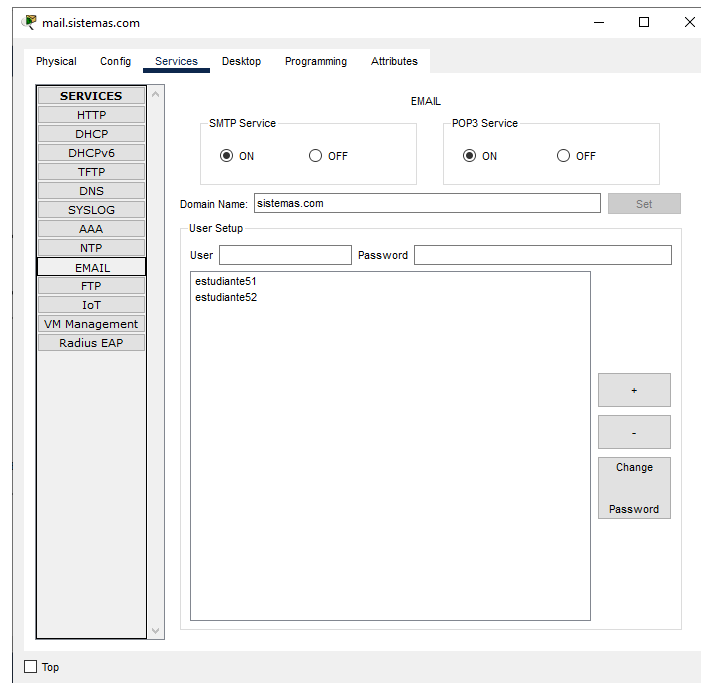 mail.sistemas.com
Physical Config Services Desktop Programming Attributes
SERVICES
HTTP
DHCP
DHCPv6
TFTP
DNS
SYSLOG
AAA
NTP
EMAIL
FTP
IoT
VM Management
Radius EAP
EMAIL
SMTP Service
ON OFF
POP3 Service
ON OFF
Domain Name: sistemas.com Set
User Setup
User Password
estudiante51
estudiante52
+
-
Change
Password
Top